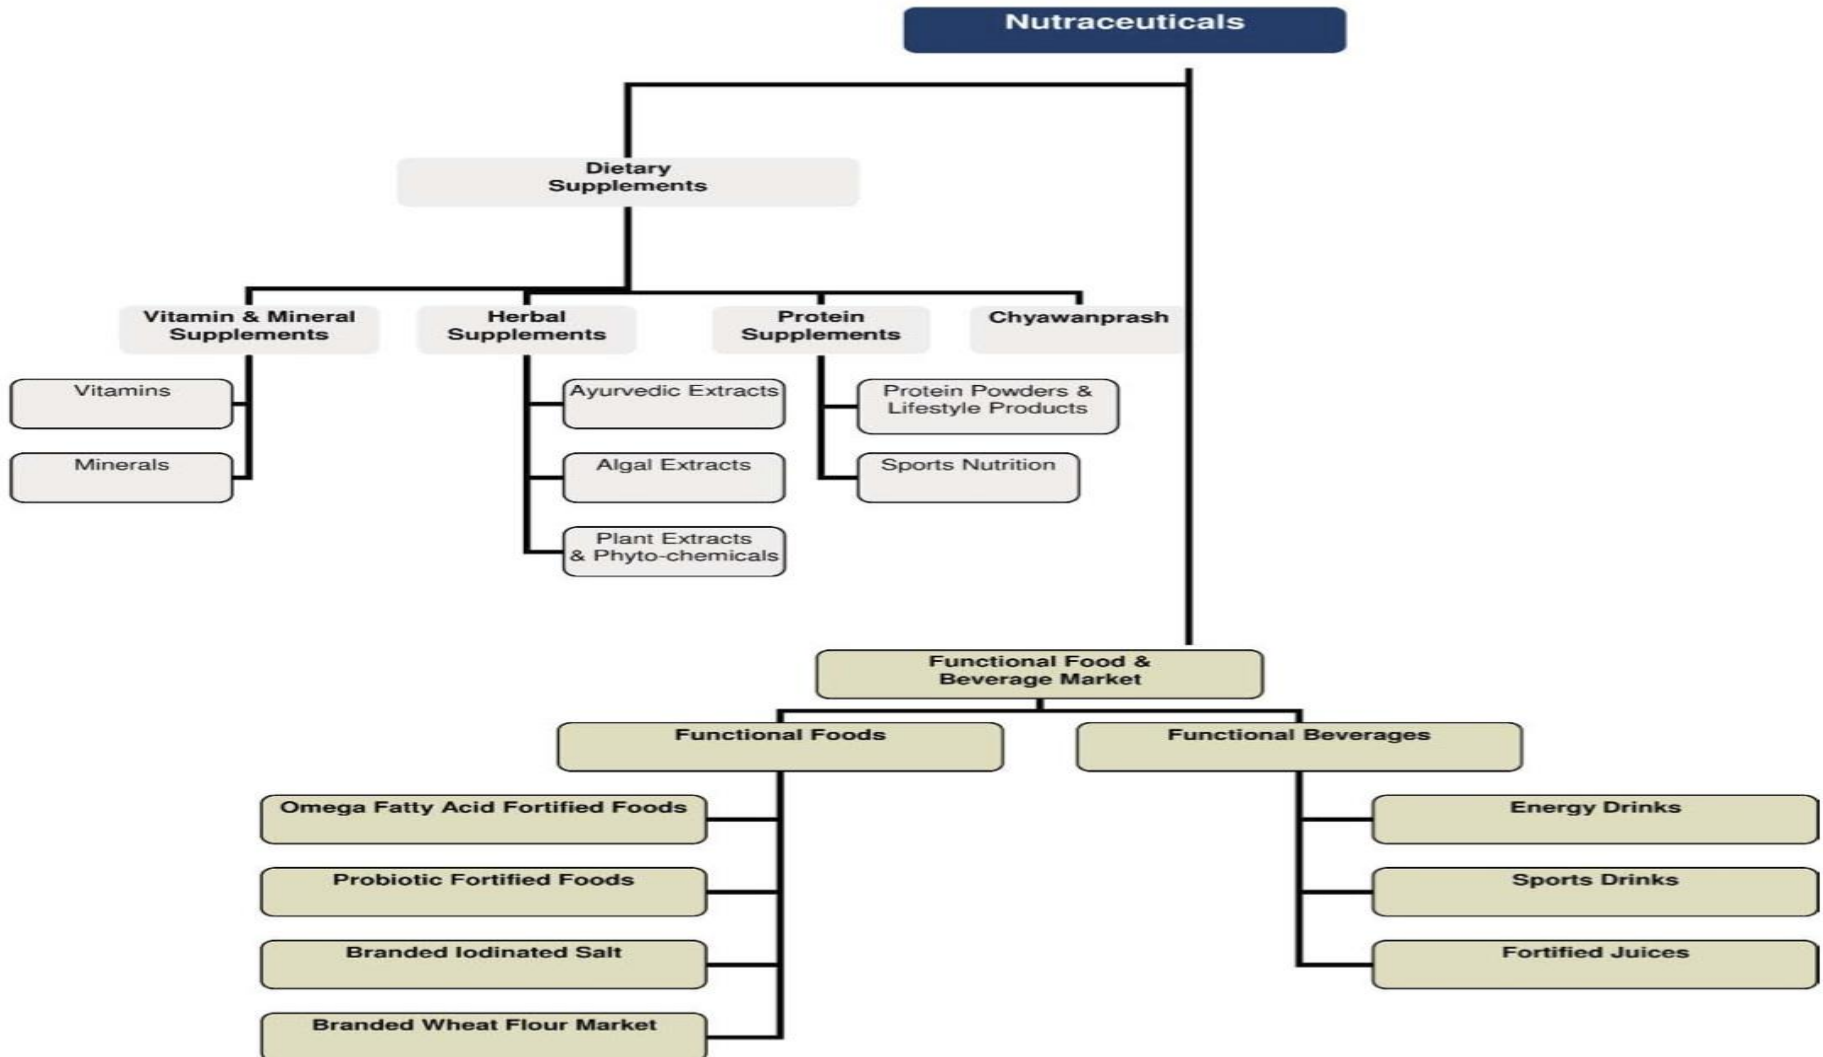 Nutraceuticals
Dietary
Supplements
Vitamin & Mineral
Supplements
Herbal
Supplements
Protein
Supplements
Chyawanprash
Vitamins
Minerals
Ayurvedic Extracts
Algal Extracts
Plant Extracts
& Phyto-chemicals
Protein Powders &
Lifestyle Products
Sports Nutrition
Functional Food &
Beverage Market
Functional Foods
Functional Beverages
Omega Fatty Acid Fortified Foods
Probiotic Fortified Foods
Branded Iodinated Salt
Branded Wheat Flour Market
Energy Drinks
Sports Drinks
Fortified Juices